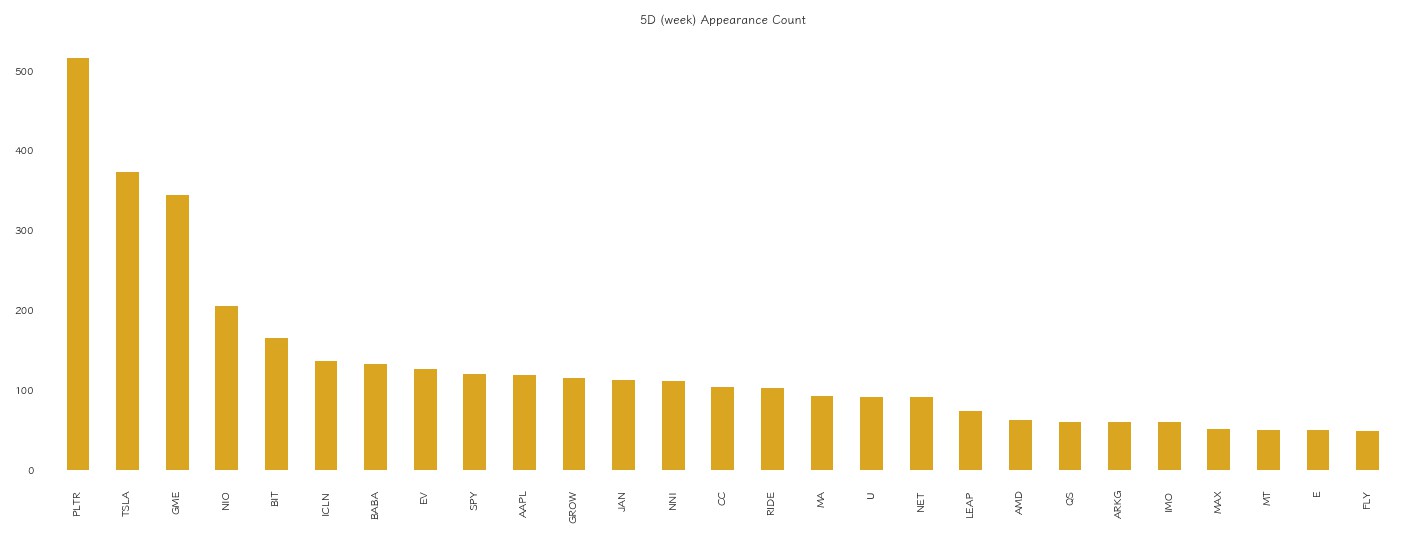 5D (week) Appearance Count
500
400
300
200
100
0
PLTR
TSLA
GME
NIO
BIT
ICLN
BABA
EV
SPY
AAPL
GROW
JAN
NNI
CC
RIDE
MA
U
NET
LEAP
AMD
QS
ARKG
IMO
MAX
MT
E
FLY